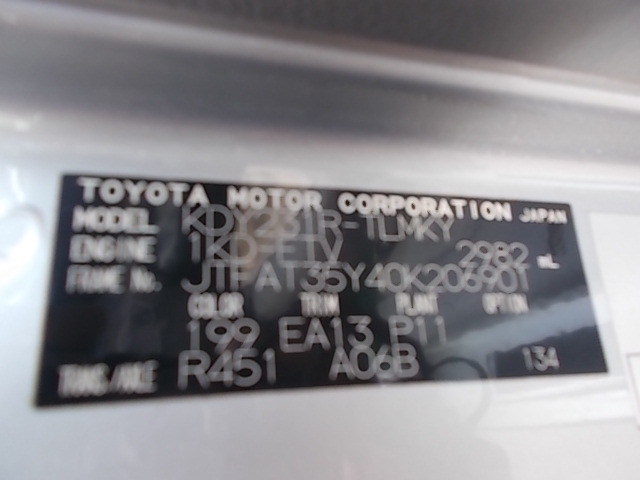 TOYOTA MOTOR CORPORATION JAPAN
MODEL KDY231R-TLMKY
ENGINE 1KD-FTV 2982 mL
FRAME No. JTFAT35Y40K206901
COLOR TRIM PLANT OPTION
199 EA13 P11
TRANS/AXLE R451 A06B 134